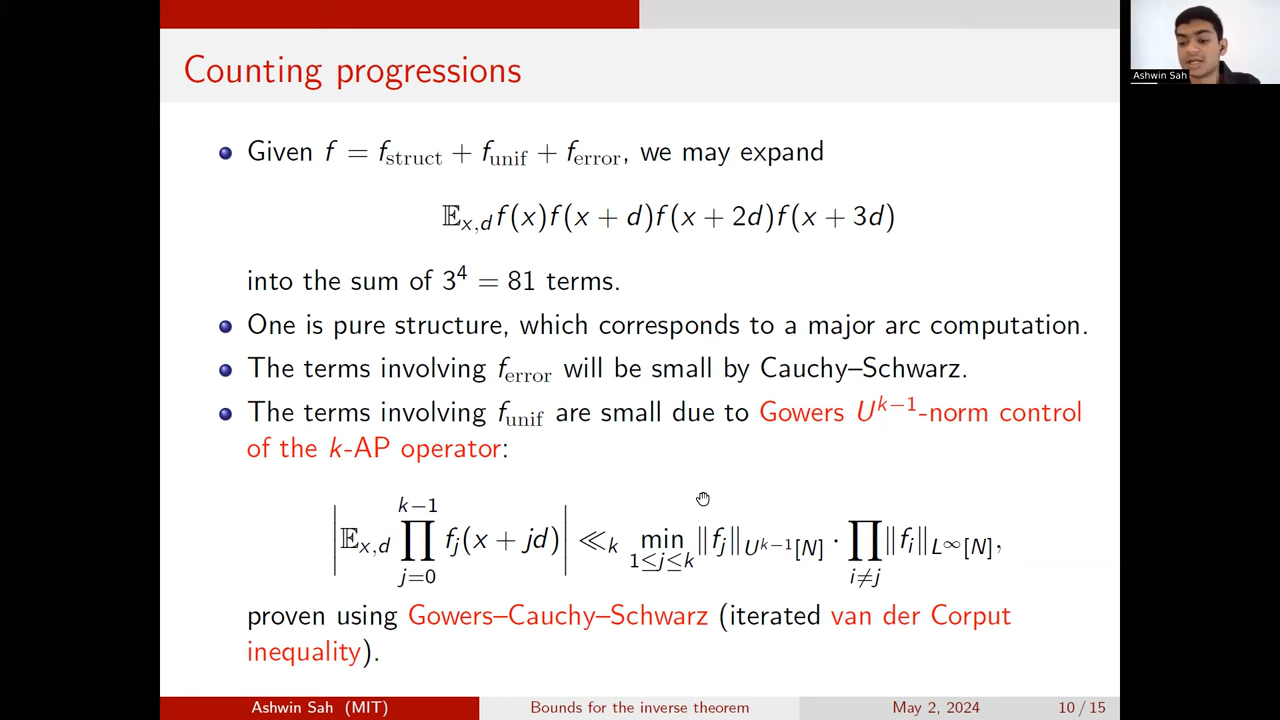 Counting progressions
Given f = f_struct + f_unif + f_error, we may expand
𝔼_{x,d} f(x)f(x + d)f(x + 2d)f(x + 3d)
into the sum of 3^4 = 81 terms.
One is pure structure, which corresponds to a major arc computation.
The terms involving f_error will be small by Cauchy–Schwarz.
The terms involving f_unif are small due to Gowers U^{k−1}-norm control
of the k-AP operator:
|𝔼_{x,d} ∏_{j=0}^{k−1} f_j(x + jd)| ≪_k min_{1≤j≤k} ‖f_j‖_{U^{k−1}[N]} · ∏_{i≠j} ‖f_i‖_{L^∞[N]},
proven using Gowers–Cauchy–Schwarz (iterated van der Corput
inequality).
Ashwin Sah (MIT) Bounds for the inverse theorem May 2, 2024 10 / 15
Ashwin Sah